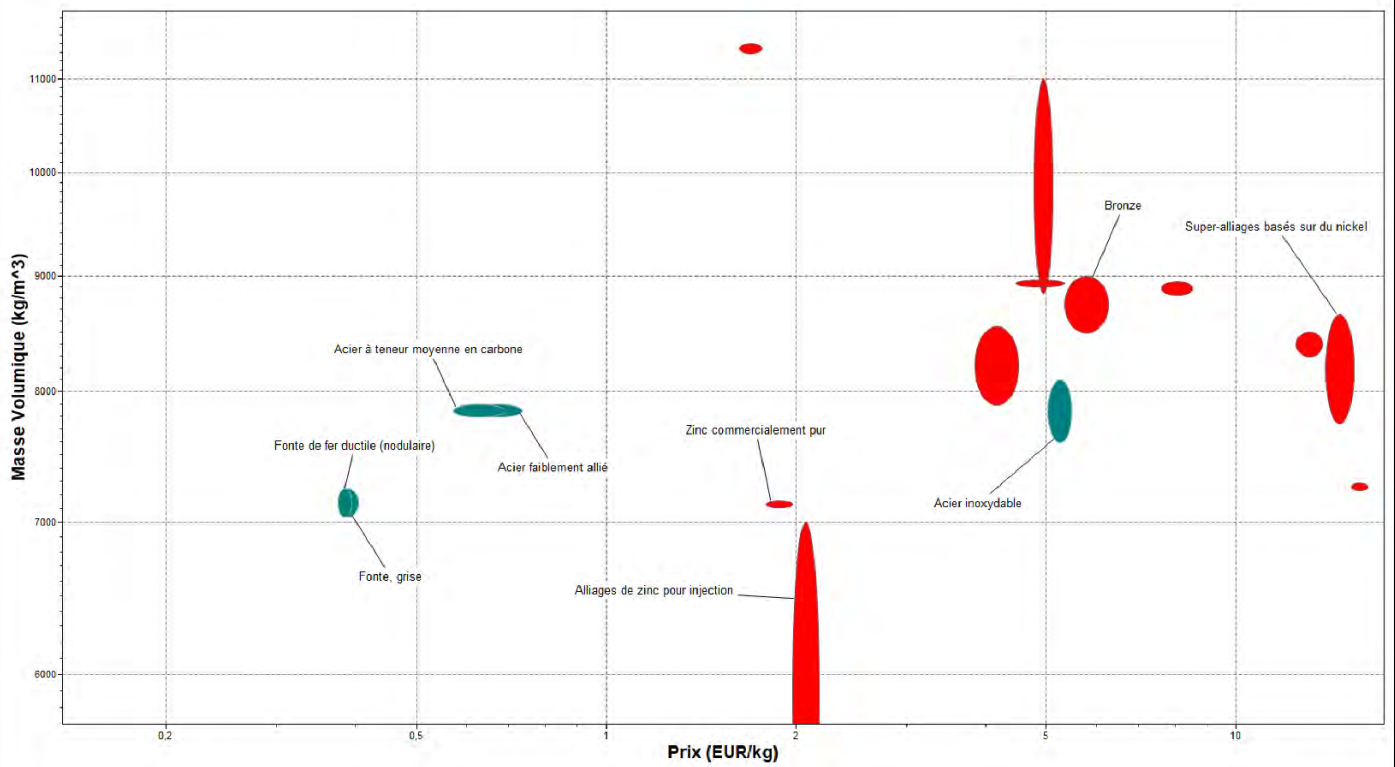 11000
10000
Bronze
Super-alliages basés sur du nickel
9000
Masse Volumique (kg/m^3)
Acier à teneur moyenne en carbone
8000
Zinc commercialement pur
Fonte de fer ductile (nodulaire)
Acier faiblement allié
Acier inoxydable
7000
Fonte, grise
Alliages de zinc pour injection
6000
0,2
0,5
1
2
5
10
Prix (EUR/kg)